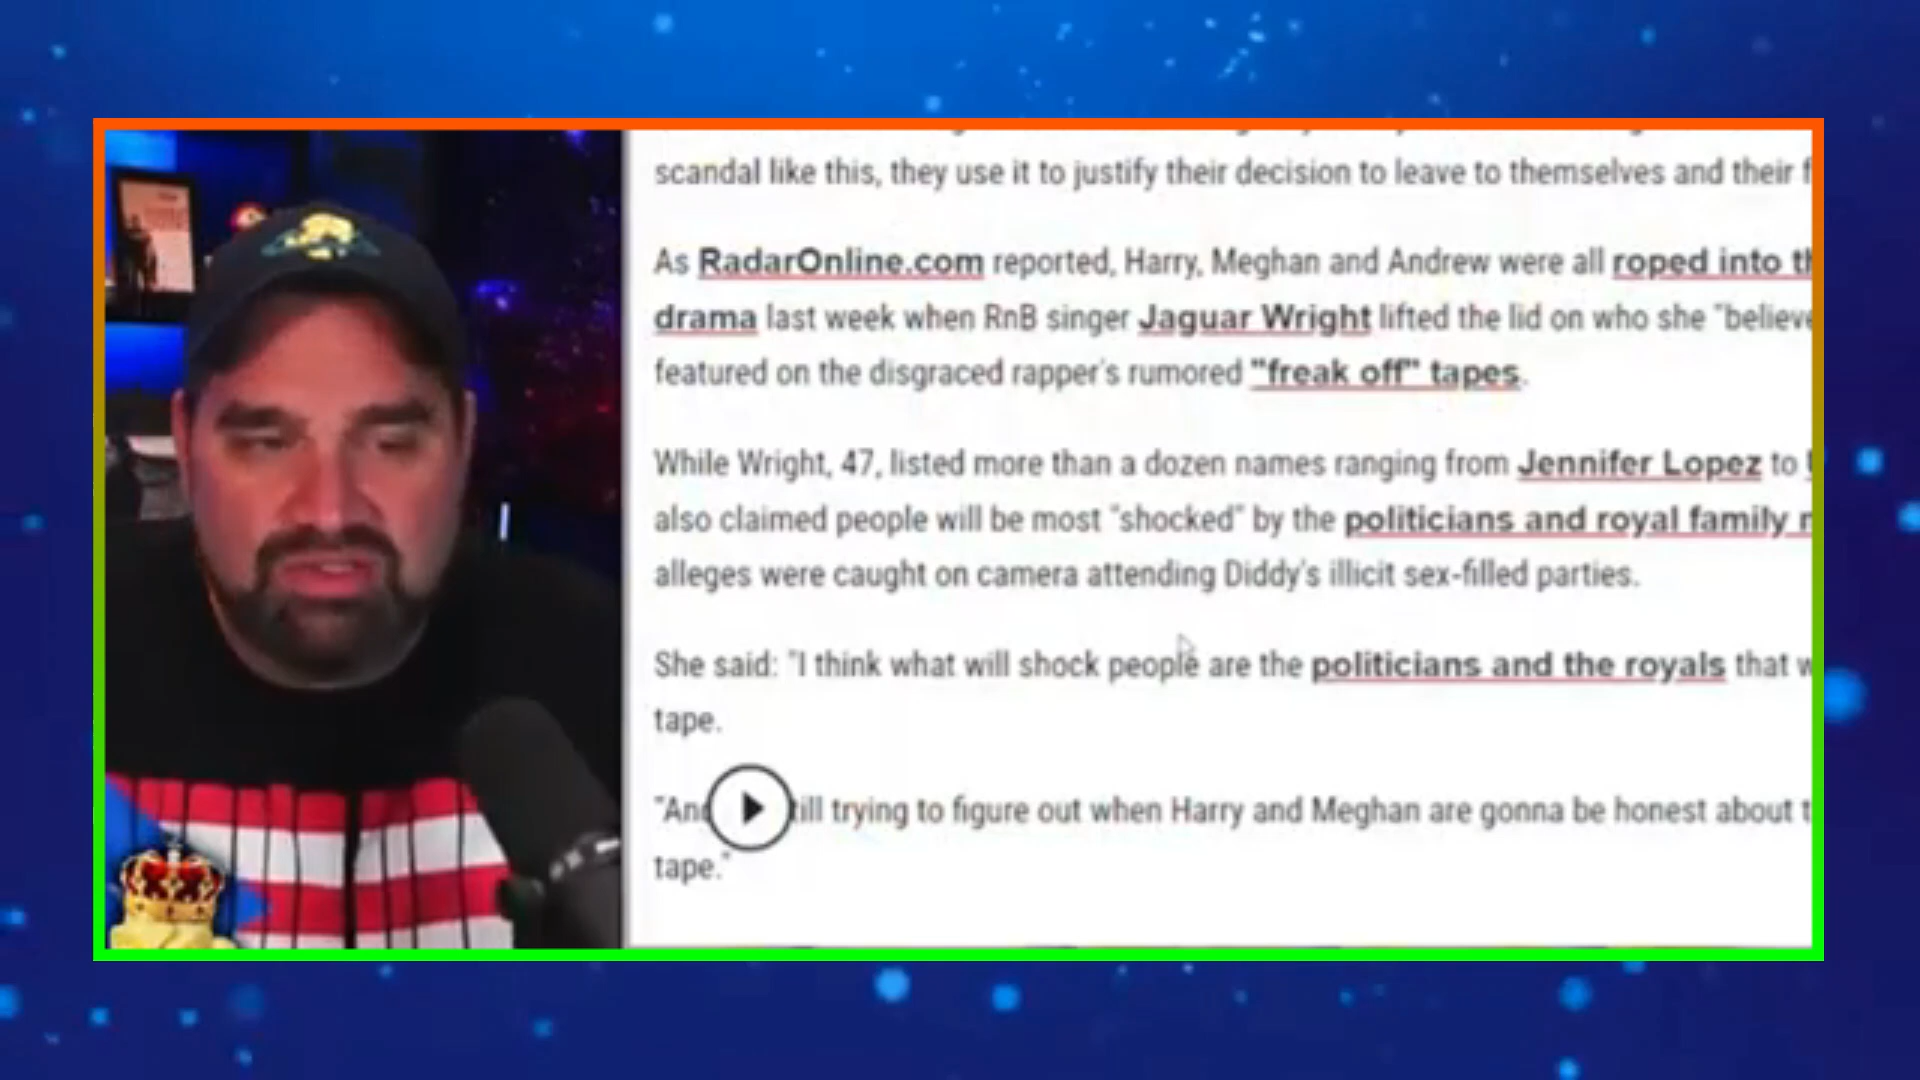 scandal like this, they use it to justify their decision to leave to themselves and their f
As RadarOnline.com reported, Harry, Meghan and Andrew were all roped into th
drama last week when RnB singer Jaguar Wright lifted the lid on who she "believe
featured on the disgraced rapper's rumored "freak off" tapes.
While Wright, 47, listed more than a dozen names ranging from Jennifer Lopez to
also claimed people will be most "shocked" by the politicians and royal family
alleges were caught on camera attending Diddy's illicit sex-filled parties.
She said: "I think what will shock people are the politicians and the royals that w
tape.
"And till trying to figure out when Harry and Meghan are gonna be honest about t
tape."